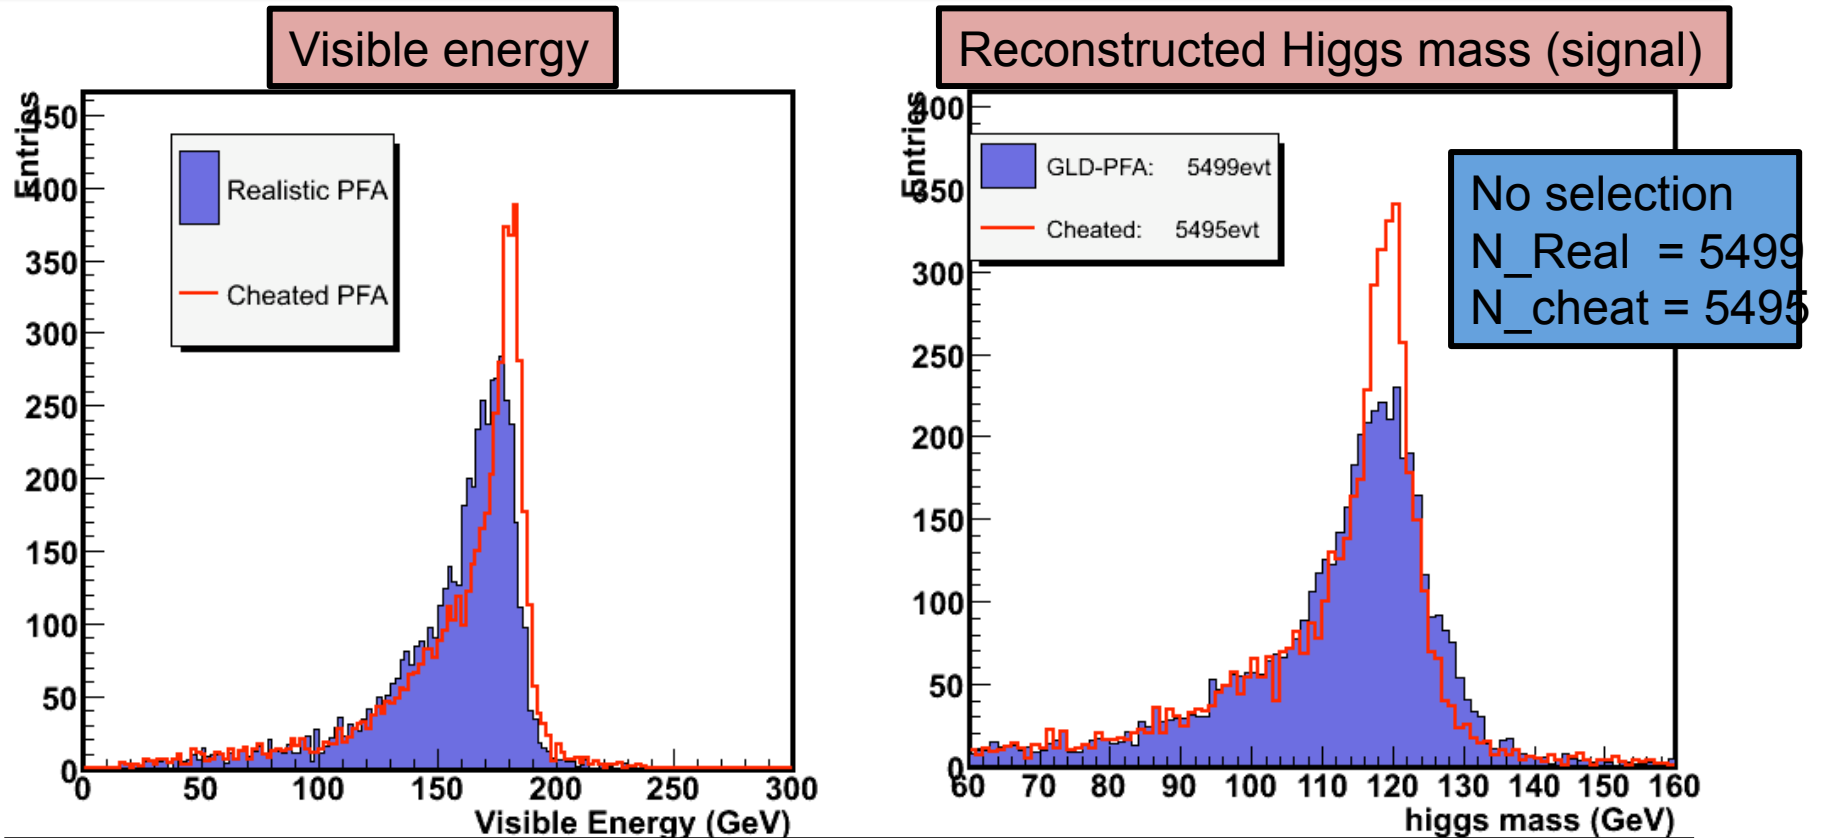 Visible energy
Entries
450
400
350
300
250
200
150
100
50
0
Realistic PFA
Cheated PFA
0 50 100 150 200 250 300
Visible Energy (GeV)
Reconstructed Higgs mass (signal)
Entries
400
350
300
250
200
150
100
50
0
GLD-PFA: 5499evt
Cheated: 5495evt
No selection
N_Real = 5499
N_cheat = 5495
60 70 80 90 100 110 120 130 140 150 160
higgs mass (GeV)